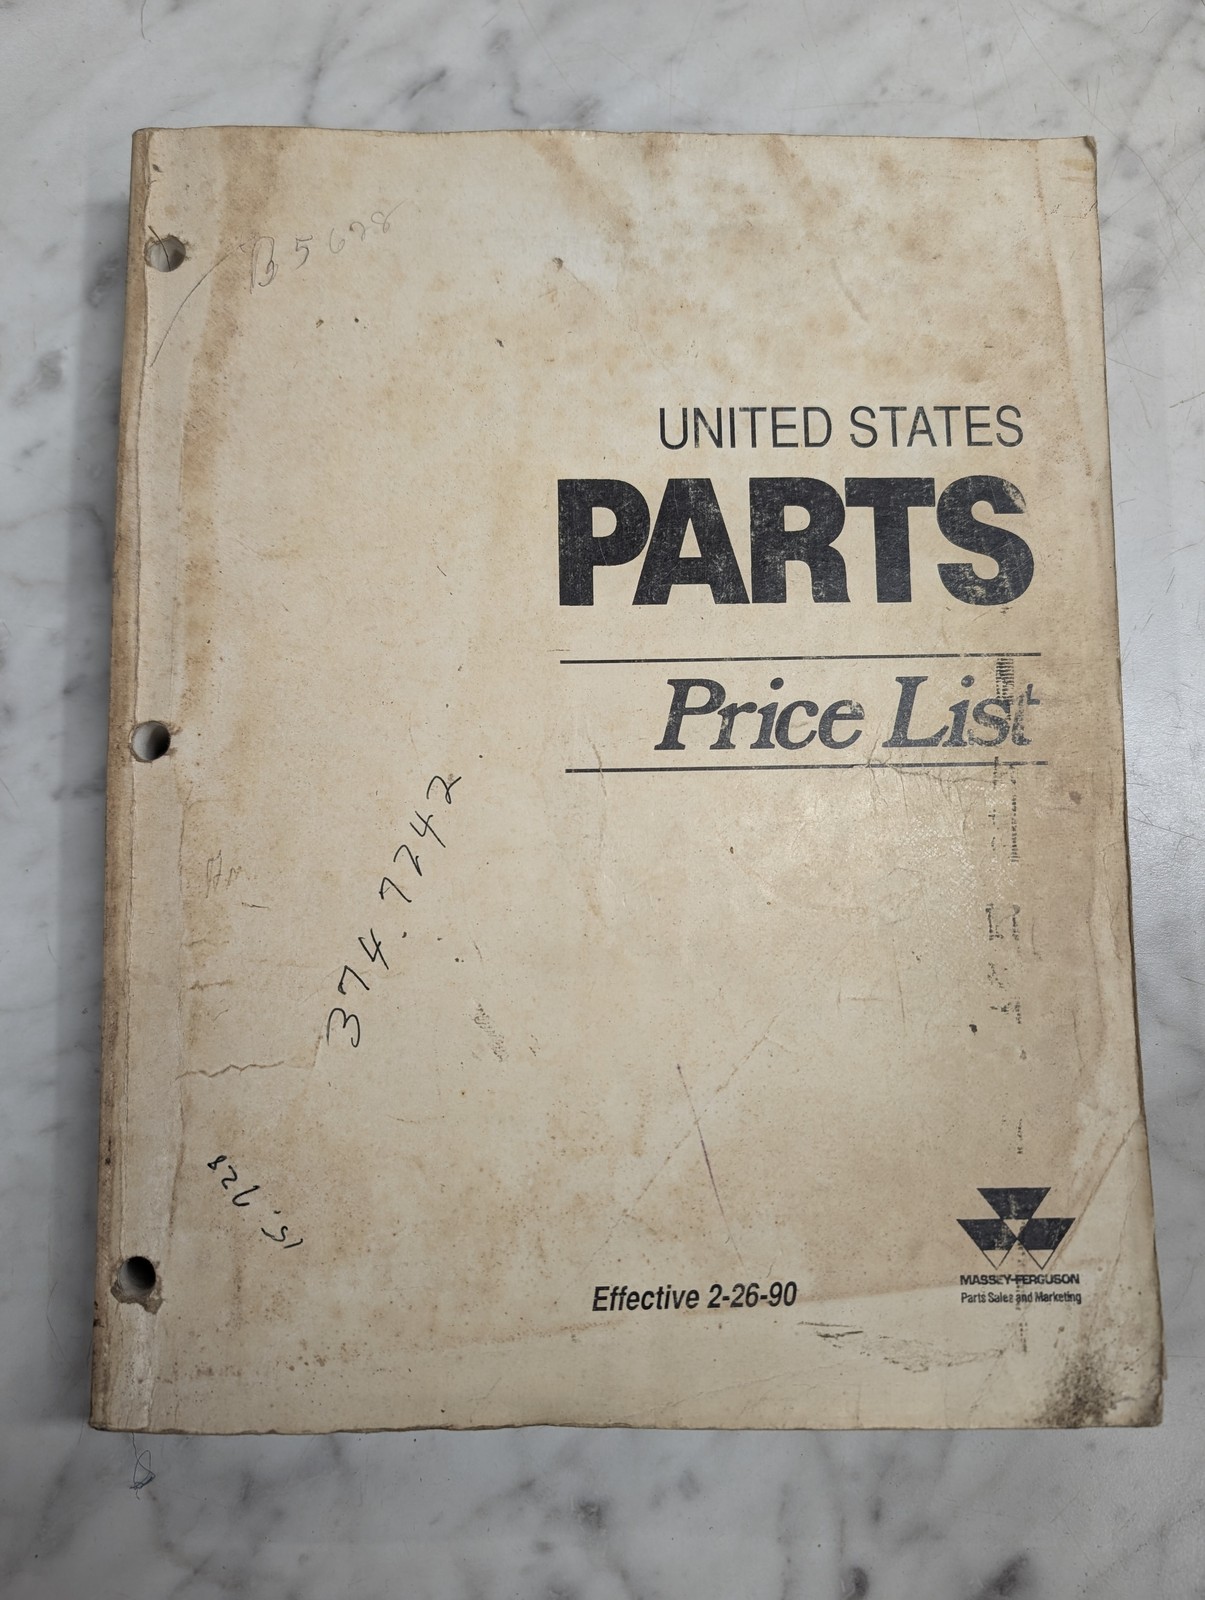 B5678
UNITED STATES
PARTS
Price List
374.7242
15.728
Effective 2-26-90
MASSEY-FERGUSON
Parts Sales and Marketing